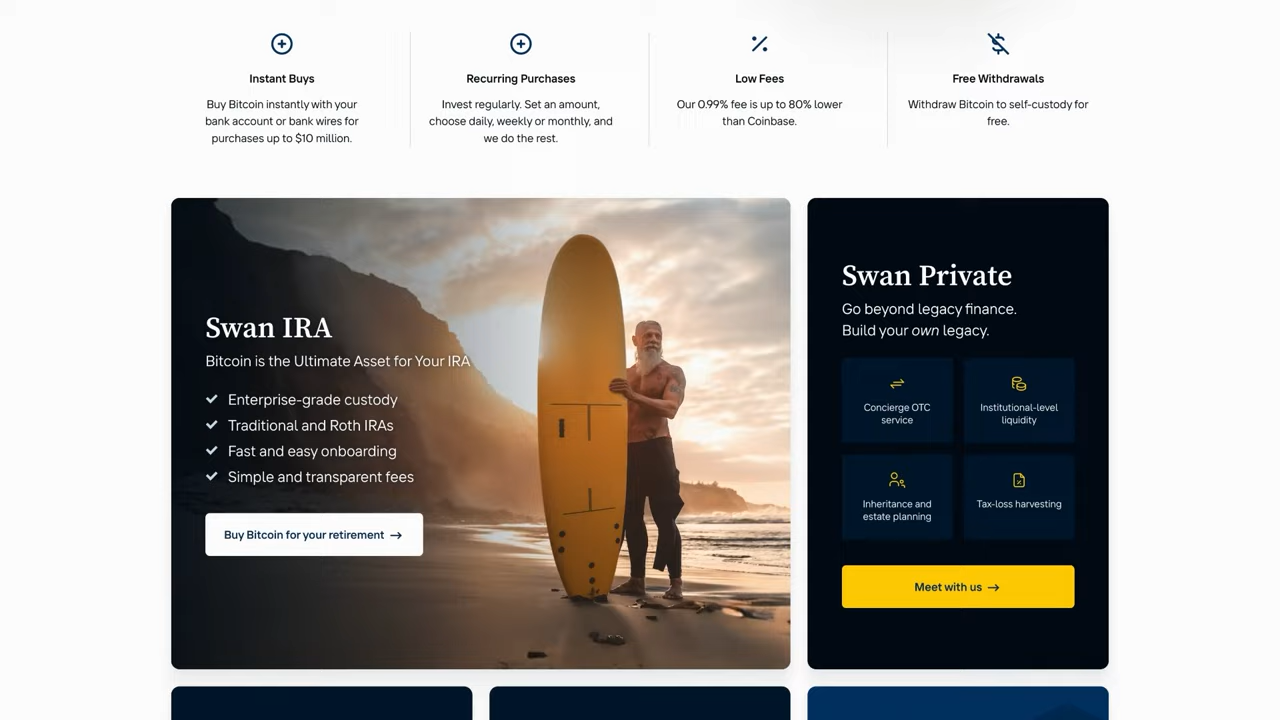 Instant Buys
Buy Bitcoin instantly with your
bank account or bank wires for
purchases up to $10 million.
Recurring Purchases
Invest regularly. Set an amount,
choose daily, weekly or monthly, and
we do the rest.
Low Fees
Our 0.99% fee is up to 80% lower
than Coinbase.
Free Withdrawals
Withdraw Bitcoin to self-custody for
free.
Swan IRA
Bitcoin is the Ultimate Asset for Your IRA
Enterprise-grade custody
Traditional and Roth IRAs
Fast and easy onboarding
Simple and transparent fees
Buy Bitcoin for your retirement →
Swan Private
Go beyond legacy finance.
Build your own legacy.
Concierge OTC
service
Institutional-level
liquidity
Inheritance and
estate planning
Tax-loss harvesting
Meet with us →